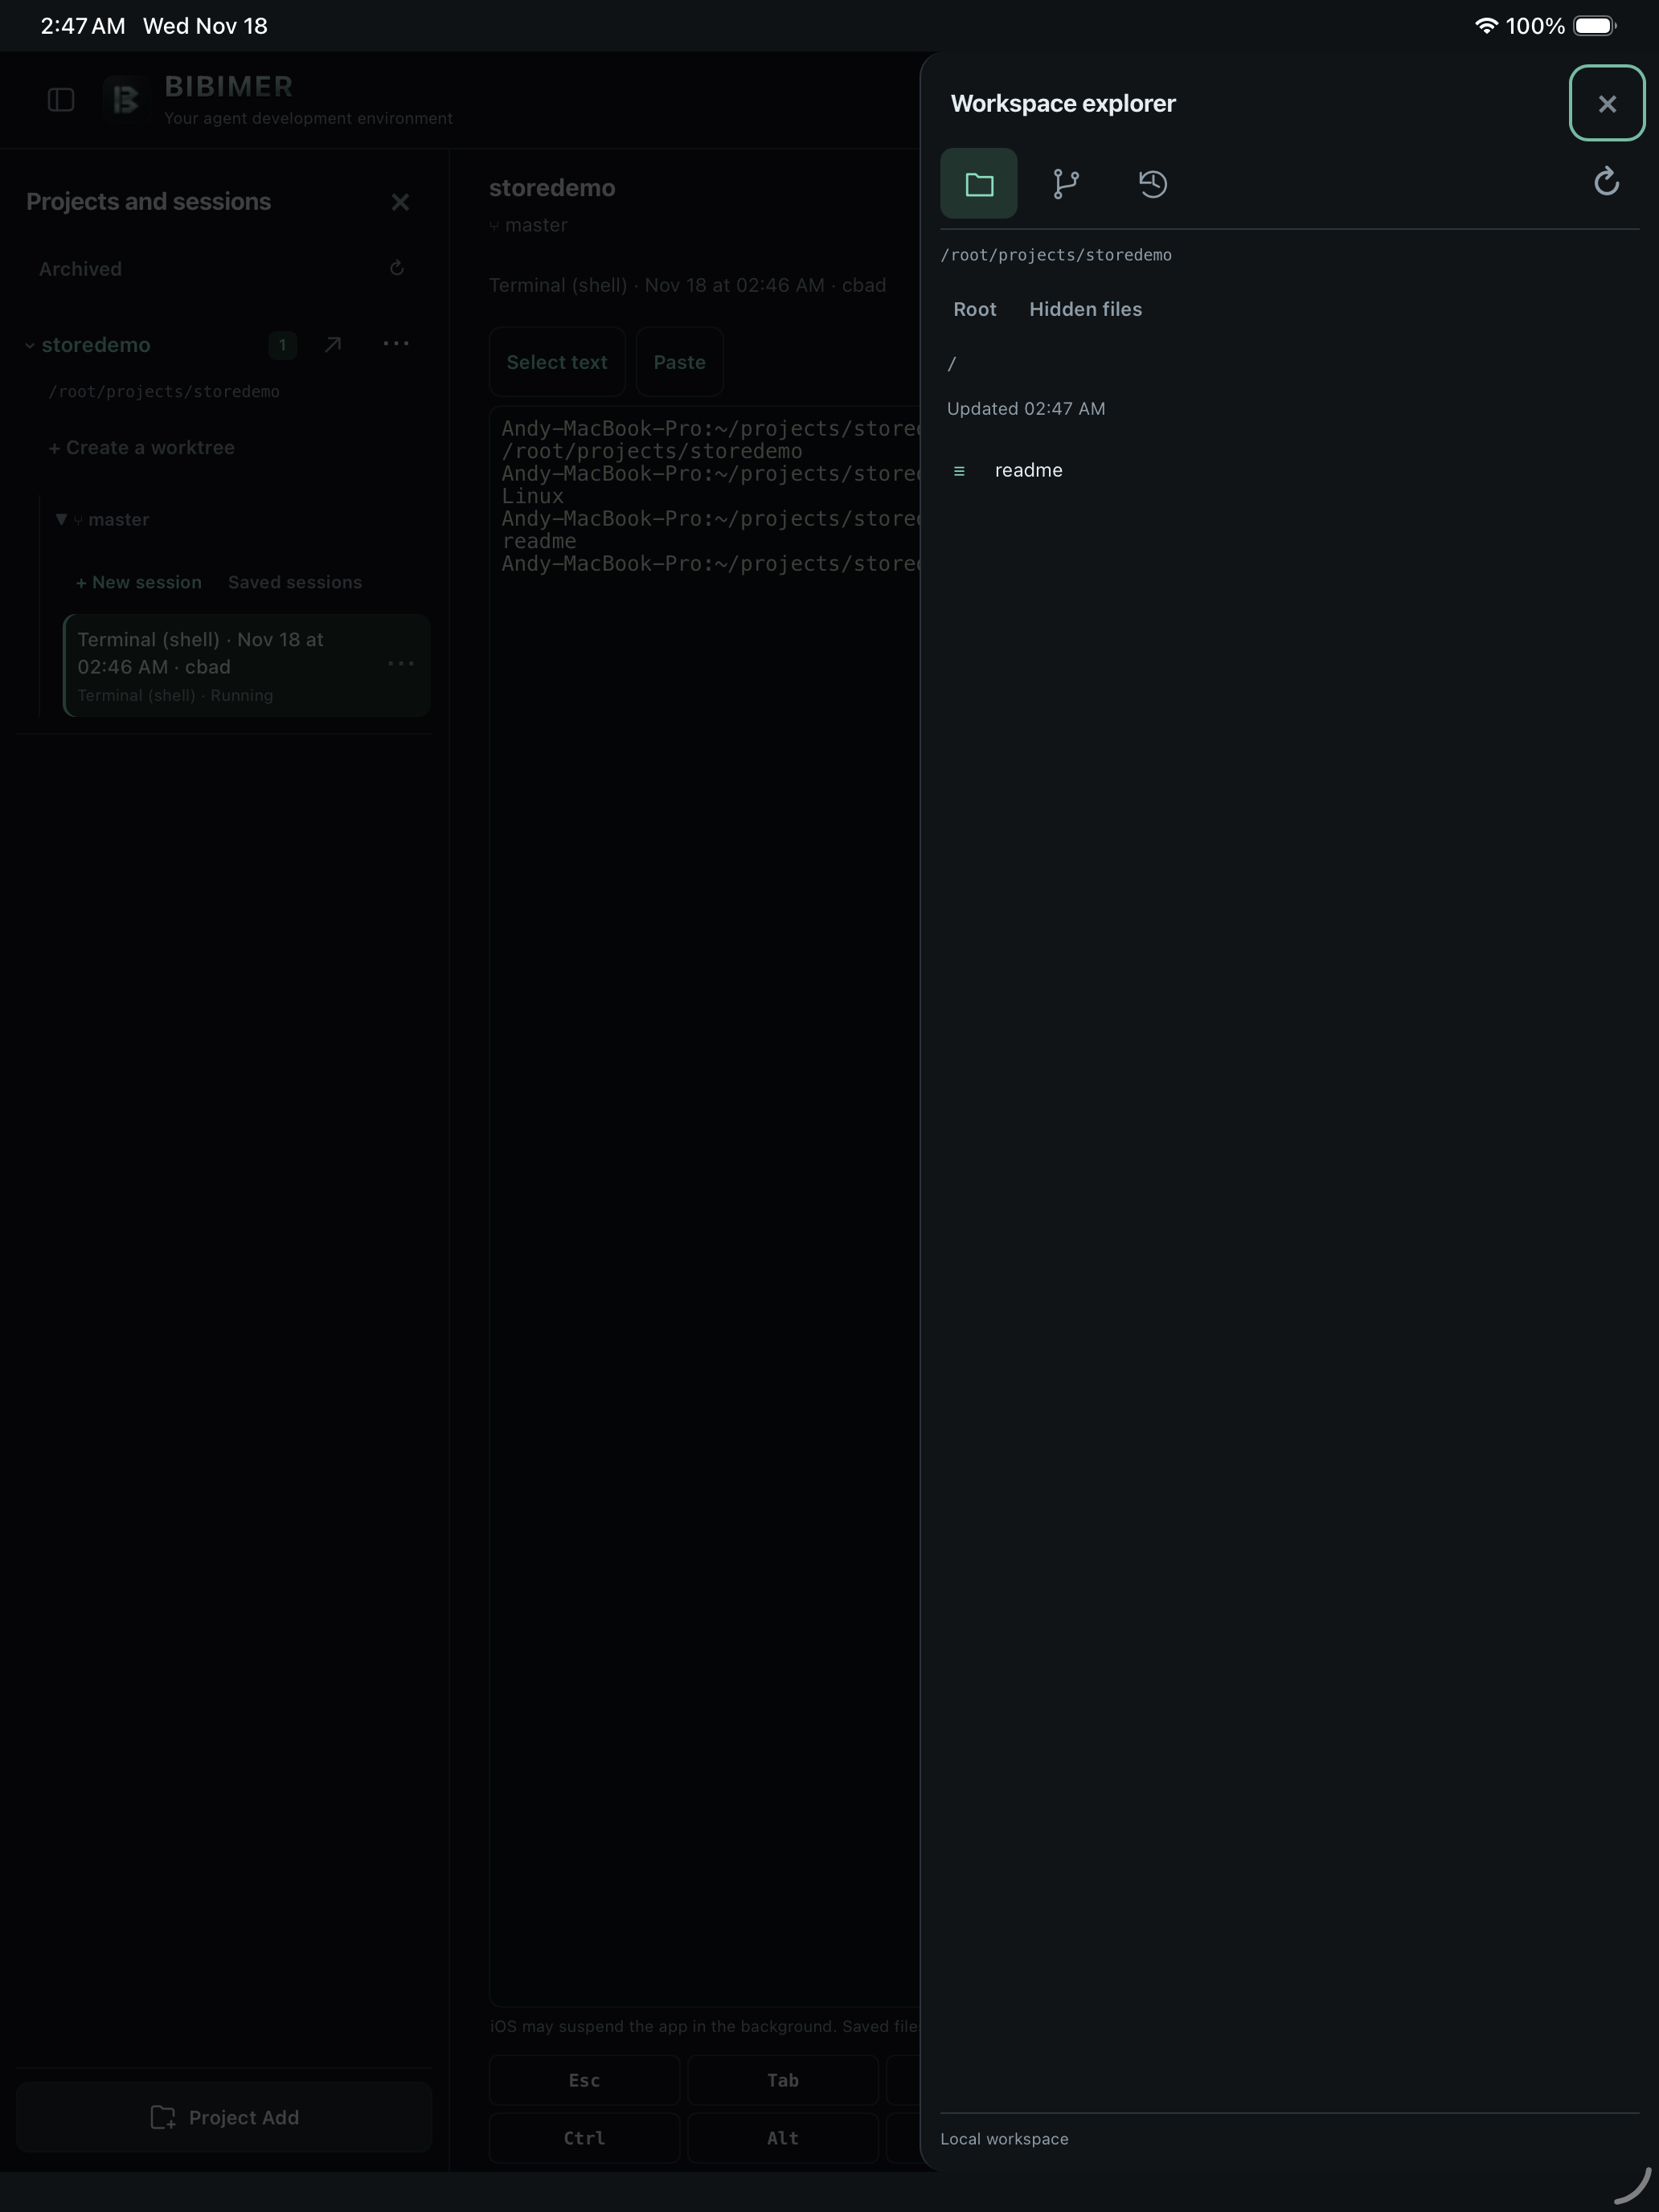 2:47 AM Wed Nov 18
100%
BIBIMER
Your agent development environment
Projects and sessions
Archived
storedemo
1
/root/projects/storedemo
+ Create a worktree
master
+ New session Saved sessions
Terminal (shell) · Nov 18 at
02:46 AM · cbad
Terminal (shell) · Running
Project Add
storedemo
master
Terminal (shell) · Nov 18 at 02:46 AM · cbad
Select text Paste
Andy-MacBook-Pro:~/projects/stored
/root/projects/storedemo
Andy-MacBook-Pro:~/projects/stored
Linux
Andy-MacBook-Pro:~/projects/stored
readme
Andy-MacBook-Pro:~/projects/stored
iOS may suspend the app in the background. Saved file
Esc Tab
Ctrl Alt
Workspace explorer
/root/projects/storedemo
Root Hidden files
/
Updated 02:47 AM
readme
Local workspace